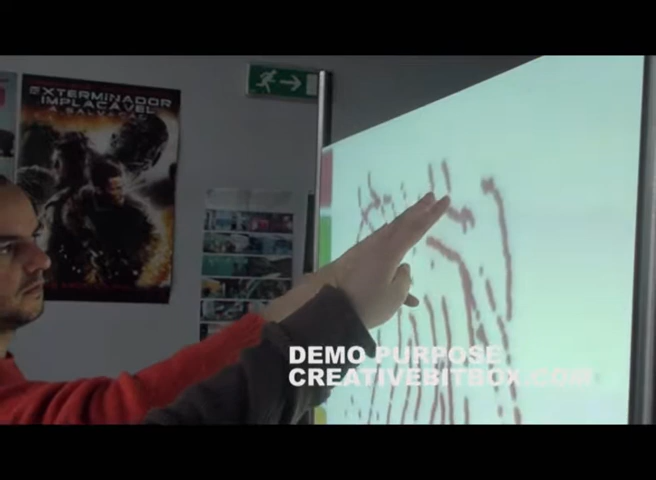 EXTERMINADOR
IMPLACÁVEL
A SALVAÇÃO
DEMO PURPOSE
CREATIVEBITBOX.COM